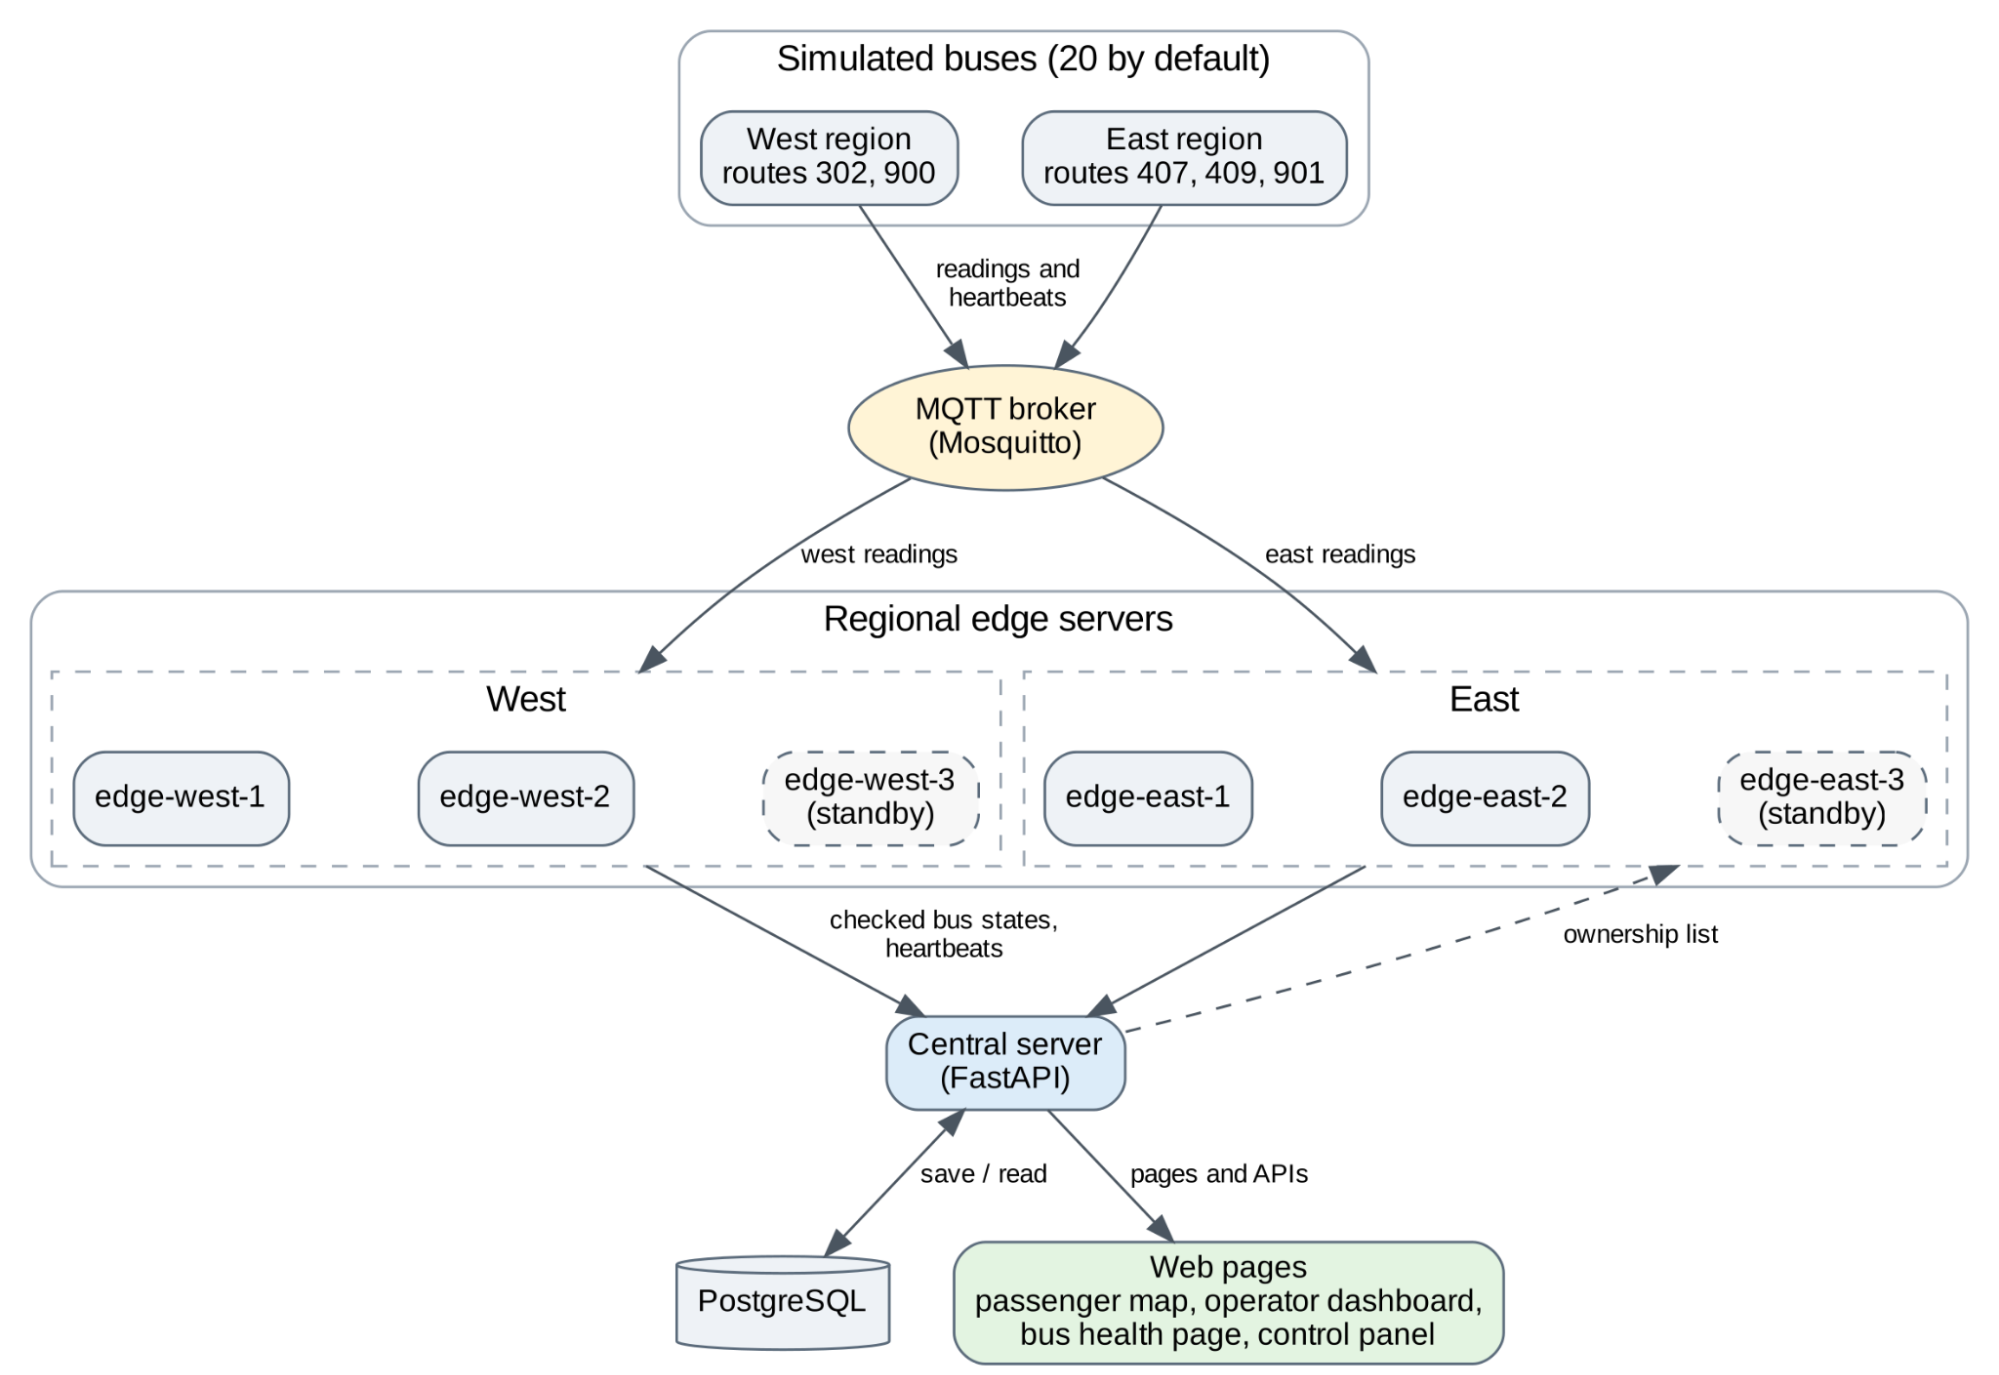 Simulated buses (20 by default)
West region
routes 302, 900
East region
routes 407, 409, 901
readings and
heartbeats
MQTT broker
(Mosquitto)
west readings
east readings
Regional edge servers
West
East
edge-west-1
edge-west-2
edge-west-3
(standby)
edge-east-1
edge-east-2
edge-east-3
(standby)
checked bus states,
heartbeats
ownership list
Central server
(FastAPI)
save / read
pages and APIs
PostgreSQL
Web pages
passenger map, operator dashboard,
bus health page, control panel